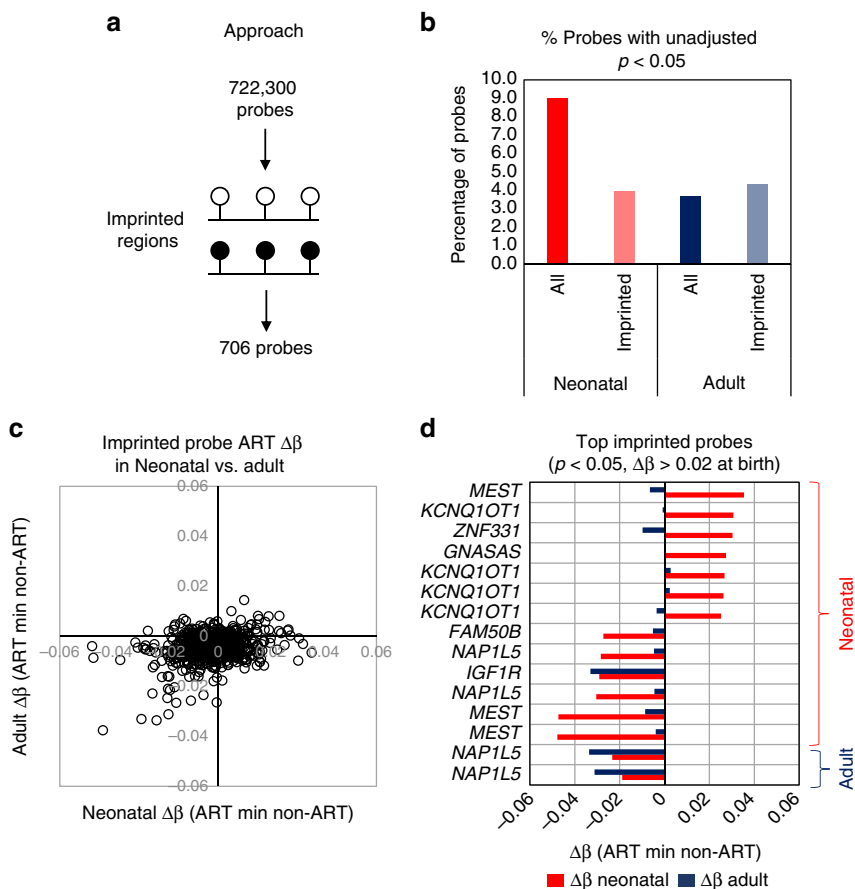 a
Approach
722,300
probes
Imprinted
regions
706 probes
b
% Probes with unadjusted
p < 0.05
Percentage of probes
10.0
9.0
8.0
7.0
6.0
5.0
4.0
3.0
2.0
1.0
0.0
All
Imprinted
All
Imprinted
Neonatal
Adult
c
Imprinted probe ART Δβ
in Neonatal vs. adult
Adult Δβ (ART min non-ART)
0.06
0.04
0.02
0
−0.06
−0.04
−0.02
0
0.02
0.04
0.06
−0.02
−0.04
−0.06
Neonatal Δβ (ART min non-ART)
d
Top imprinted probes
(p < 0.05, Δβ > 0.02 at birth)
MEST
KCNQ1OT1
ZNF331
GNASAS
KCNQ1OT1
KCNQ1OT1
KCNQ1OT1
FAM50B
NAP1L5
IGF1R
NAP1L5
MEST
MEST
NAP1L5
NAP1L5
Neonatal
Adult
−0.06
−0.04
−0.02
0
0.02
0.04
0.06
Δβ (ART min non-ART)
Δβ neonatal
Δβ adult